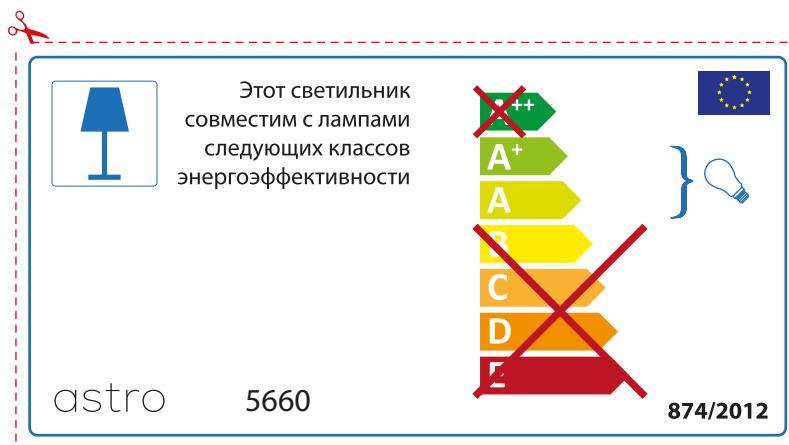 Этот светильник
совместим с лампами
следующих классов
энергоэффективности
A++
A+
A
B
C
D
E
astro
5660
874/2012